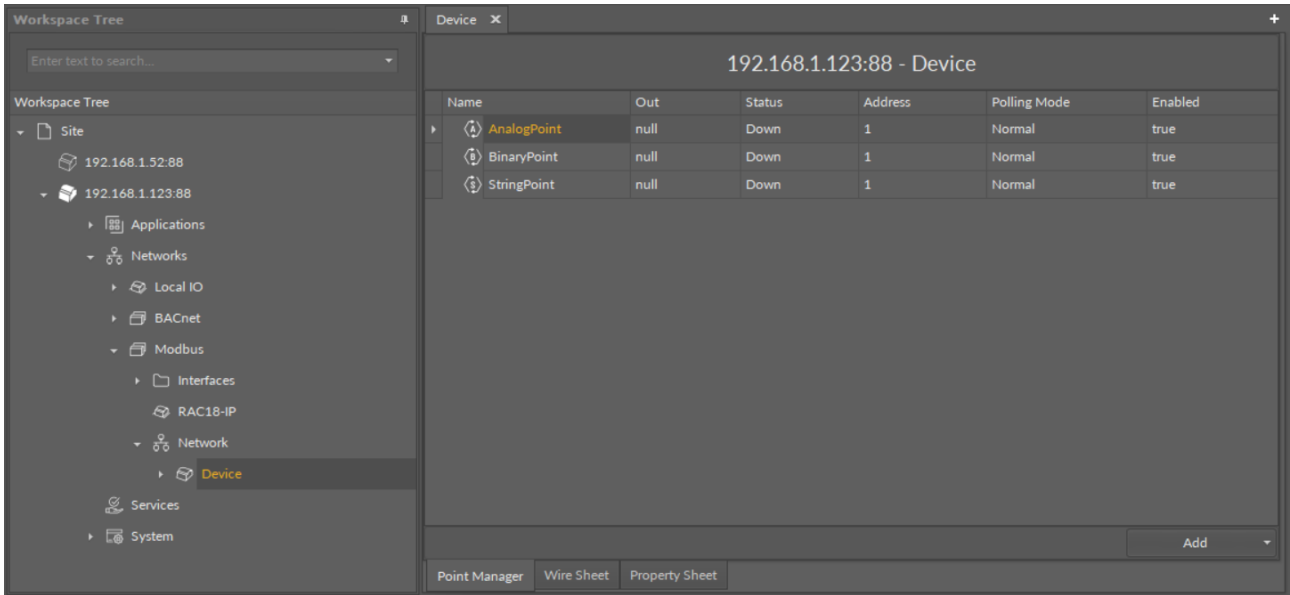 Workspace Tree
Enter text to search...
Workspace Tree
Site
192.168.1.52:88
192.168.1.123:88
Applications
Networks
Local IO
BACnet
Modbus
Interfaces
RAC18-IP
Network
Device
Services
System
Device
192.168.1.123:88 - Device
Name Out Status Address Polling Mode Enabled
A AnalogPoint null Down 1 Normal true
B BinaryPoint null Down 1 Normal true
S StringPoint null Down 1 Normal true
Add
Point Manager Wire Sheet Property Sheet